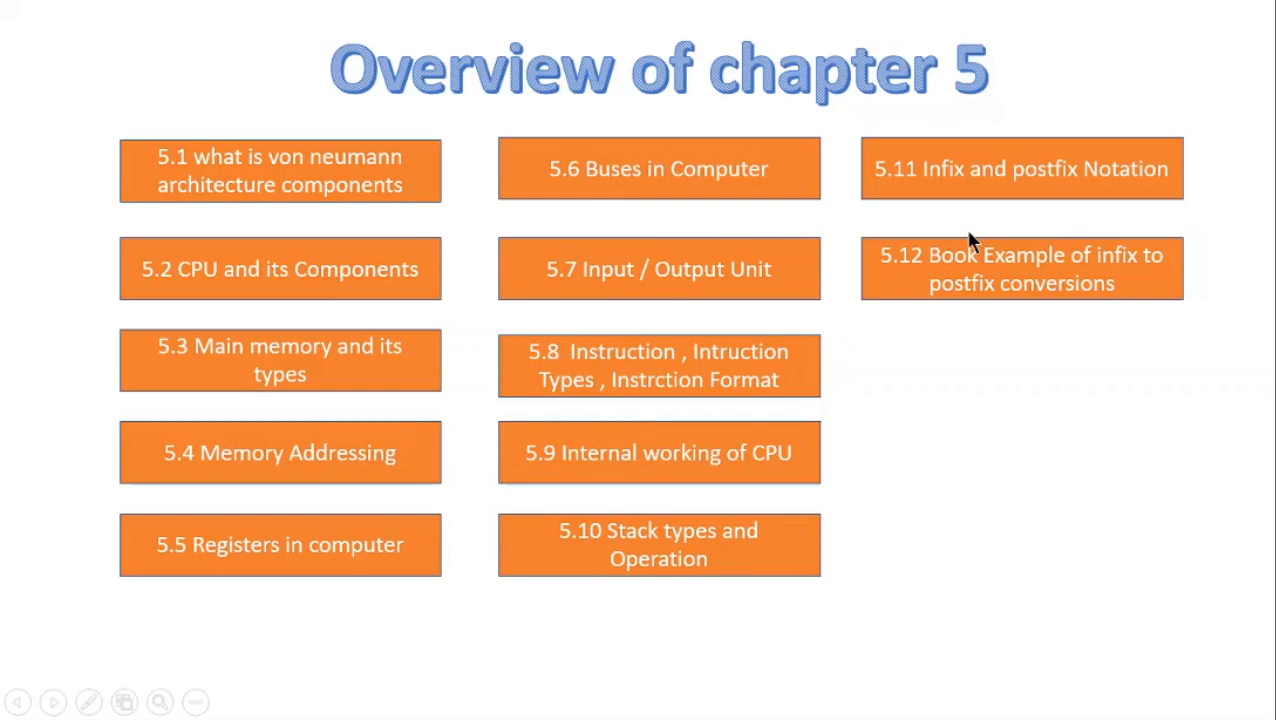 Overview of chapter 5
5.1 what is von neumann
architecture components
5.2 CPU and its Components
5.3 Main memory and its
types
5.4 Memory Addressing
5.5 Registers in computer
5.6 Buses in Computer
5.7 Input / Output Unit
5.8 Instruction , Intruction
Types , Instrction Format
5.9 Internal working of CPU
5.10 Stack types and
Operation
5.11 Infix and postfix Notation
5.12 Book Example of infix to
postfix conversions